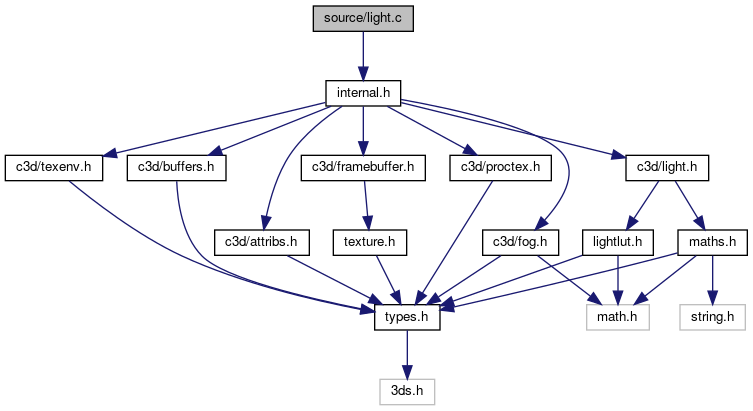 source/light.c
internal.h
c3d/texenv.h
c3d/buffers.h
c3d/framebuffer.h
c3d/proctex.h
c3d/light.h
c3d/attribs.h
texture.h
c3d/fog.h
lightlut.h
maths.h
types.h
math.h
string.h
3ds.h